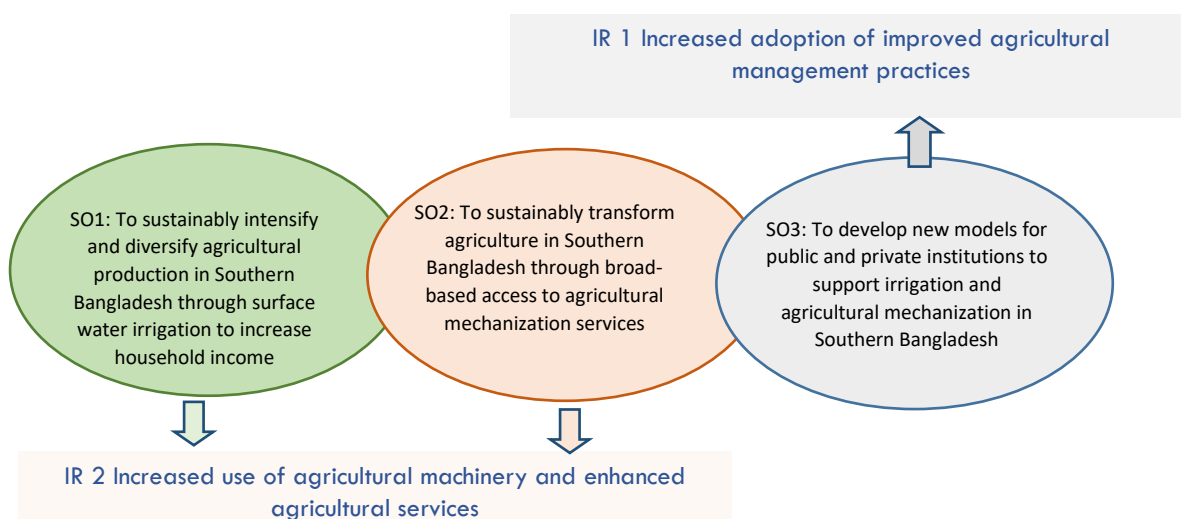 IR 1 Increased adoption of improved agricultural
management practices
SO1: To sustainably intensify
and diversify agricultural
production in Southern
Bangladesh through surface
water irrigation to increase
household income
SO2: To sustainably transform
agriculture in Southern
Bangladesh through broad-
based access to agricultural
mechanization services
SO3: To develop new models for
public and private institutions to
support irrigation and
agricultural mechanization in
Southern Bangladesh
IR 2 Increased use of agricultural machinery and enhanced
agricultural services